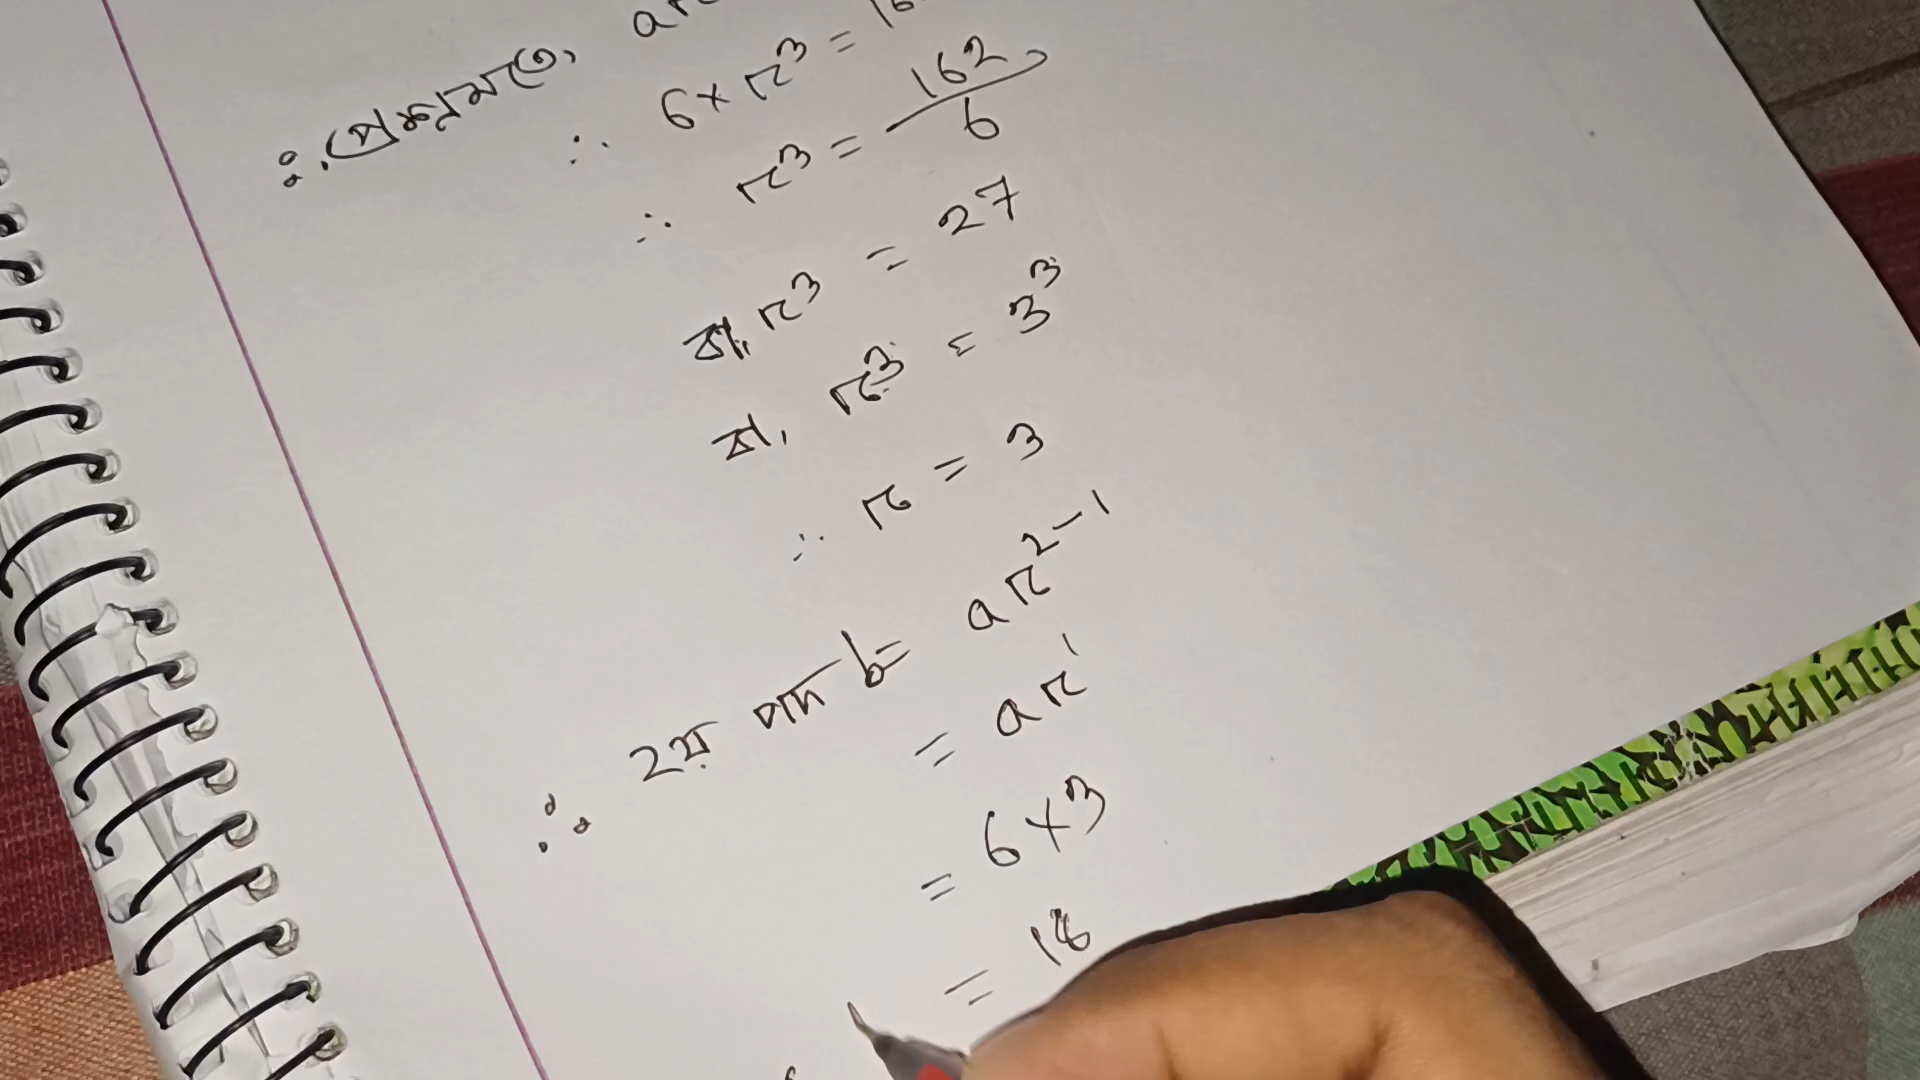 ∴ প্রশ্নমতে, ar
∴ 6×r³ = 16
∴ r³ = 162/6
বা, r³ = 27
বা, r³ = 3³
∴ r = 3
∴ ২য় পদ b = ar²⁻¹
= ar¹
= 6×3
= 18